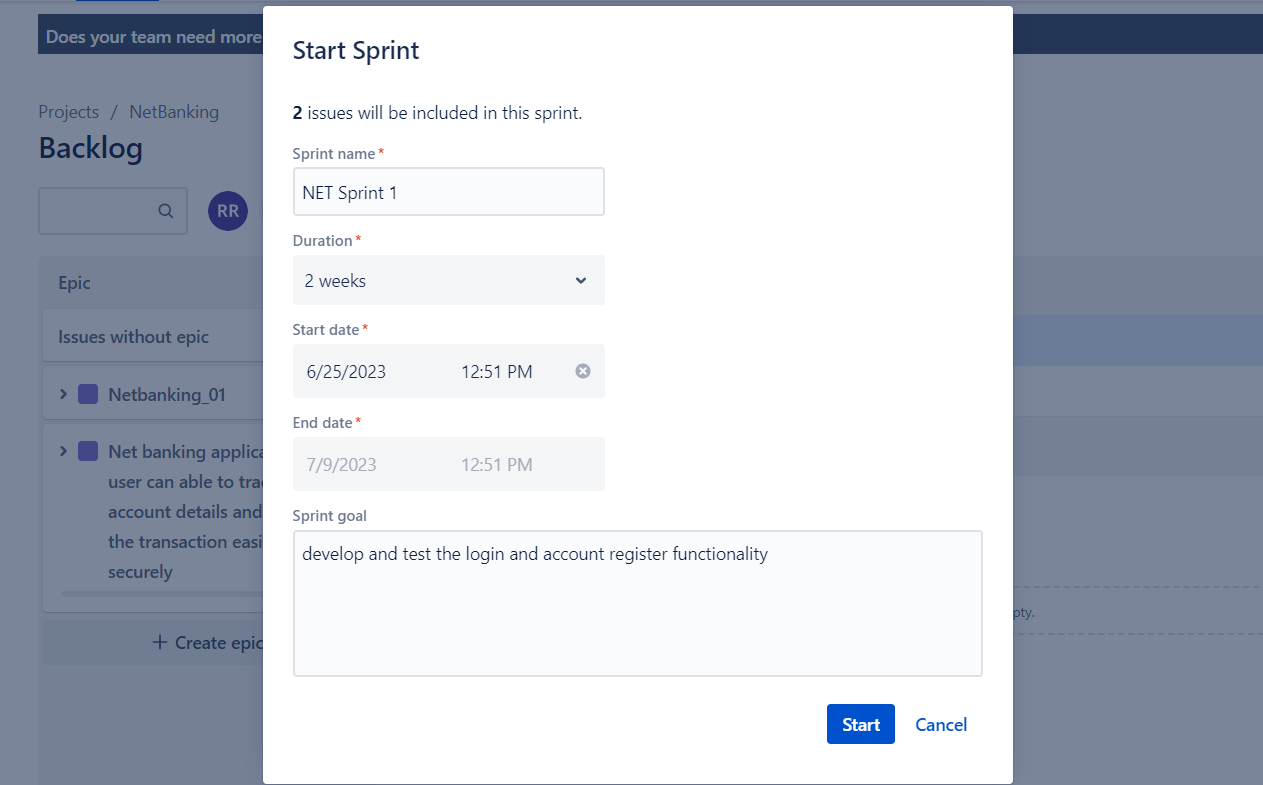 Does your team need more
Projects / NetBanking
Backlog
RR
Epic
Issues without epic
Netbanking_01
Net banking applica
user can able to tra
account details and
the transaction easi
securely
+ Create epic
Start Sprint
2 issues will be included in this sprint.
Sprint name*
NET Sprint 1
Duration*
2 weeks
Start date*
6/25/2023 12:51 PM
End date*
7/9/2023 12:51 PM
Sprint goal
develop and test the login and account register functionality
Start Cancel
pty.